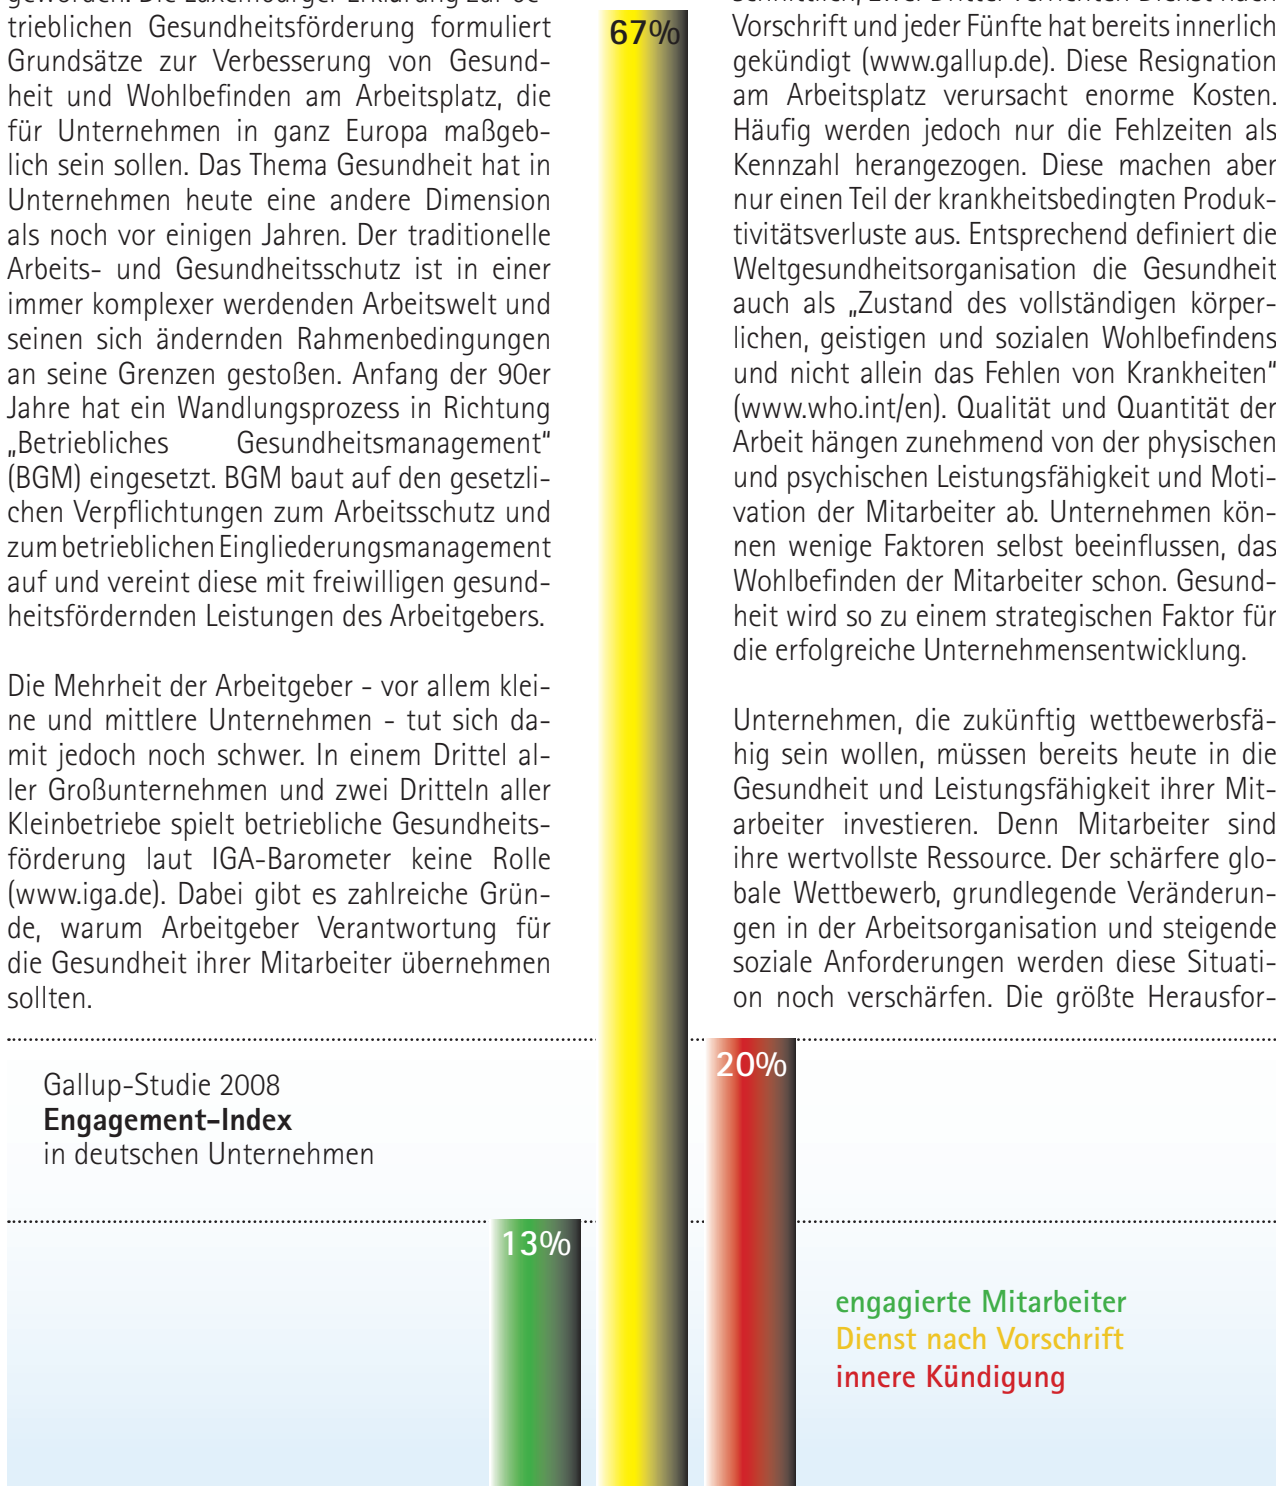 geworden. Die Luxemburger Erklärung zur be-
trieblichen Gesundheitsförderung formuliert
Grundsätze zur Verbesserung von Gesund-
heit und Wohlbefinden am Arbeitsplatz, die
für Unternehmen in ganz Europa maßgeb-
lich sein sollen. Das Thema Gesundheit hat in
Unternehmen heute eine andere Dimension
als noch vor einigen Jahren. Der traditionelle
Arbeits- und Gesundheitsschutz ist in einer
immer komplexer werdenden Arbeitswelt und
seinen sich ändernden Rahmenbedingungen
an seine Grenzen gestoßen. Anfang der 90er
Jahre hat ein Wandlungsprozess in Richtung
„Betriebliches Gesundheitsmanagement"
(BGM) eingesetzt. BGM baut auf den gesetzli-
chen Verpflichtungen zum Arbeitsschutz und
zum betrieblichen Eingliederungsmanagement
auf und vereint diese mit freiwilligen gesund-
heitsfördernden Leistungen des Arbeitgebers.
Die Mehrheit der Arbeitgeber - vor allem klei-
ne und mittlere Unternehmen - tut sich da-
mit jedoch noch schwer. In einem Drittel al-
ler Großunternehmen und zwei Dritteln aller
Kleinbetriebe spielt betriebliche Gesundheits-
förderung laut IGA-Barometer keine Rolle
(www.iga.de). Dabei gibt es zahlreiche Grün-
de, warum Arbeitgeber Verantwortung für
die Gesundheit ihrer Mitarbeiter übernehmen
sollten.
67%
schnittlich, zwei Drittel verrichten Dienst nach
Vorschrift und jeder Fünfte hat bereits innerlich
gekündigt (www.gallup.de). Diese Resignation
am Arbeitsplatz verursacht enorme Kosten.
Häufig werden jedoch nur die Fehlzeiten als
Kennzahl herangezogen. Diese machen aber
nur einen Teil der krankheitsbedingten Produk-
tivitätsverluste aus. Entsprechend definiert die
Weltgesundheitsorganisation die Gesundheit
auch als „Zustand des vollständigen körper-
lichen, geistigen und sozialen Wohlbefindens
und nicht allein das Fehlen von Krankheiten"
(www.who.int/en). Qualität und Quantität der
Arbeit hängen zunehmend von der physischen
und psychischen Leistungsfähigkeit und Moti-
vation der Mitarbeiter ab. Unternehmen kön-
nen wenige Faktoren selbst beeinflussen, das
Wohlbefinden der Mitarbeiter schon. Gesund-
heit wird so zu einem strategischen Faktor für
die erfolgreiche Unternehmensentwicklung.
Unternehmen, die zukünftig wettbewerbsfä-
hig sein wollen, müssen bereits heute in die
Gesundheit und Leistungsfähigkeit ihrer Mit-
arbeiter investieren. Denn Mitarbeiter sind
ihre wertvollste Ressource. Der schärfere glo-
bale Wettbewerb, grundlegende Veränderun-
gen in der Arbeitsorganisation und steigende
soziale Anforderungen werden diese Situati-
on noch verschärfen. Die größte Herausfor-
Gallup-Studie 2008
Engagement-Index
in deutschen Unternehmen
20%
13%
engagierte Mitarbeiter
Dienst nach Vorschrift
innere Kündigung